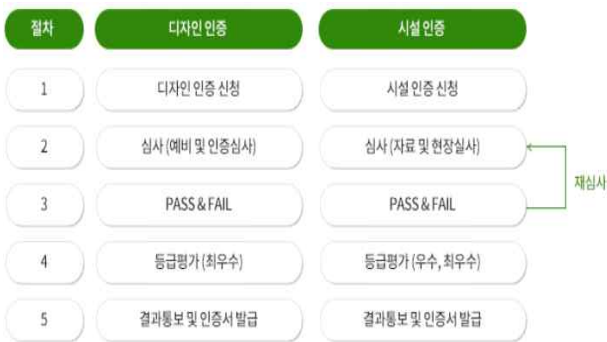 절차 디자인 인증 시설 인증
1 디자인 인증 신청 시설 인증 신청
2 심사 (예비 및 인증심사) 심사 (자료 및 현장실사)
재심사
3 PASS & FAIL PASS & FAIL
4 등급평가 (최우수) 등급평가 (우수, 최우수)
5 결과통보 및 인증서 발급 결과통보 및 인증서 발급